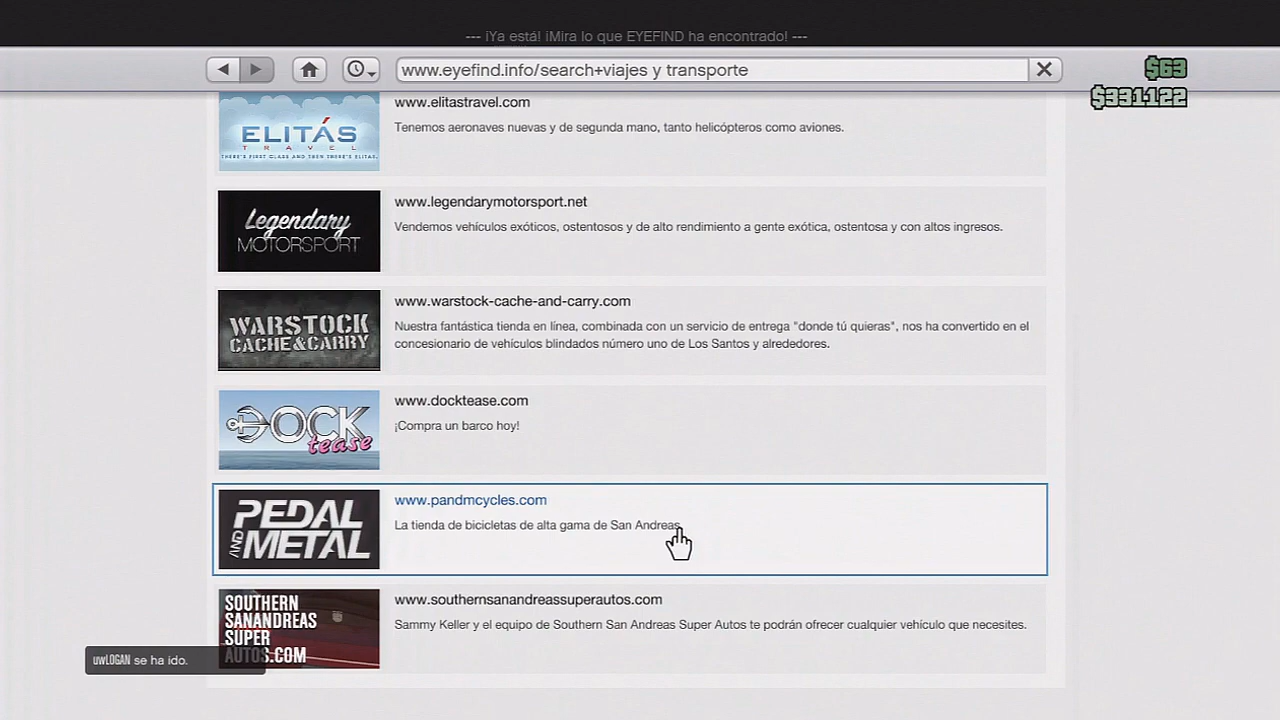 --- ¡Ya está! ¡Mira lo que EYEFIND ha encontrado! ---
www.eyefind.info/search+viajes y transporte
$63
$331122
www.elitastravel.com
ELITÁS
TRAVEL
THERE'S FIRST CLASS AND THEN THERE'S ELITAS.
Tenemos aeronaves nuevas y de segunda mano, tanto helicópteros como aviones.
www.legendarymotorsport.net
Legendary
MOTORSPORT
Vendemos vehículos exóticos, ostentosos y de alto rendimiento a gente exótica, ostentosa y con altos ingresos.
www.warstock-cache-and-carry.com
WARSTOCK
CACHE&CARRY
Nuestra fantástica tienda en línea, combinada con un servicio de entrega "donde tú quieras", nos ha convertido en el
concesionario de vehículos blindados número uno de Los Santos y alrededores.
www.docktease.com
DOCK
tease
¡Compra un barco hoy!
www.pandmcycles.com
PEDAL
AND METAL
La tienda de bicicletas de alta gama de San Andreas.
www.southernsanandreassuperautos.com
SOUTHERN
SANANDREAS
SUPER
AUTOS.COM
Sammy Keller y el equipo de Southern San Andreas Super Autos te podrán ofrecer cualquier vehículo que necesites.
uwLOGAN se ha ido.